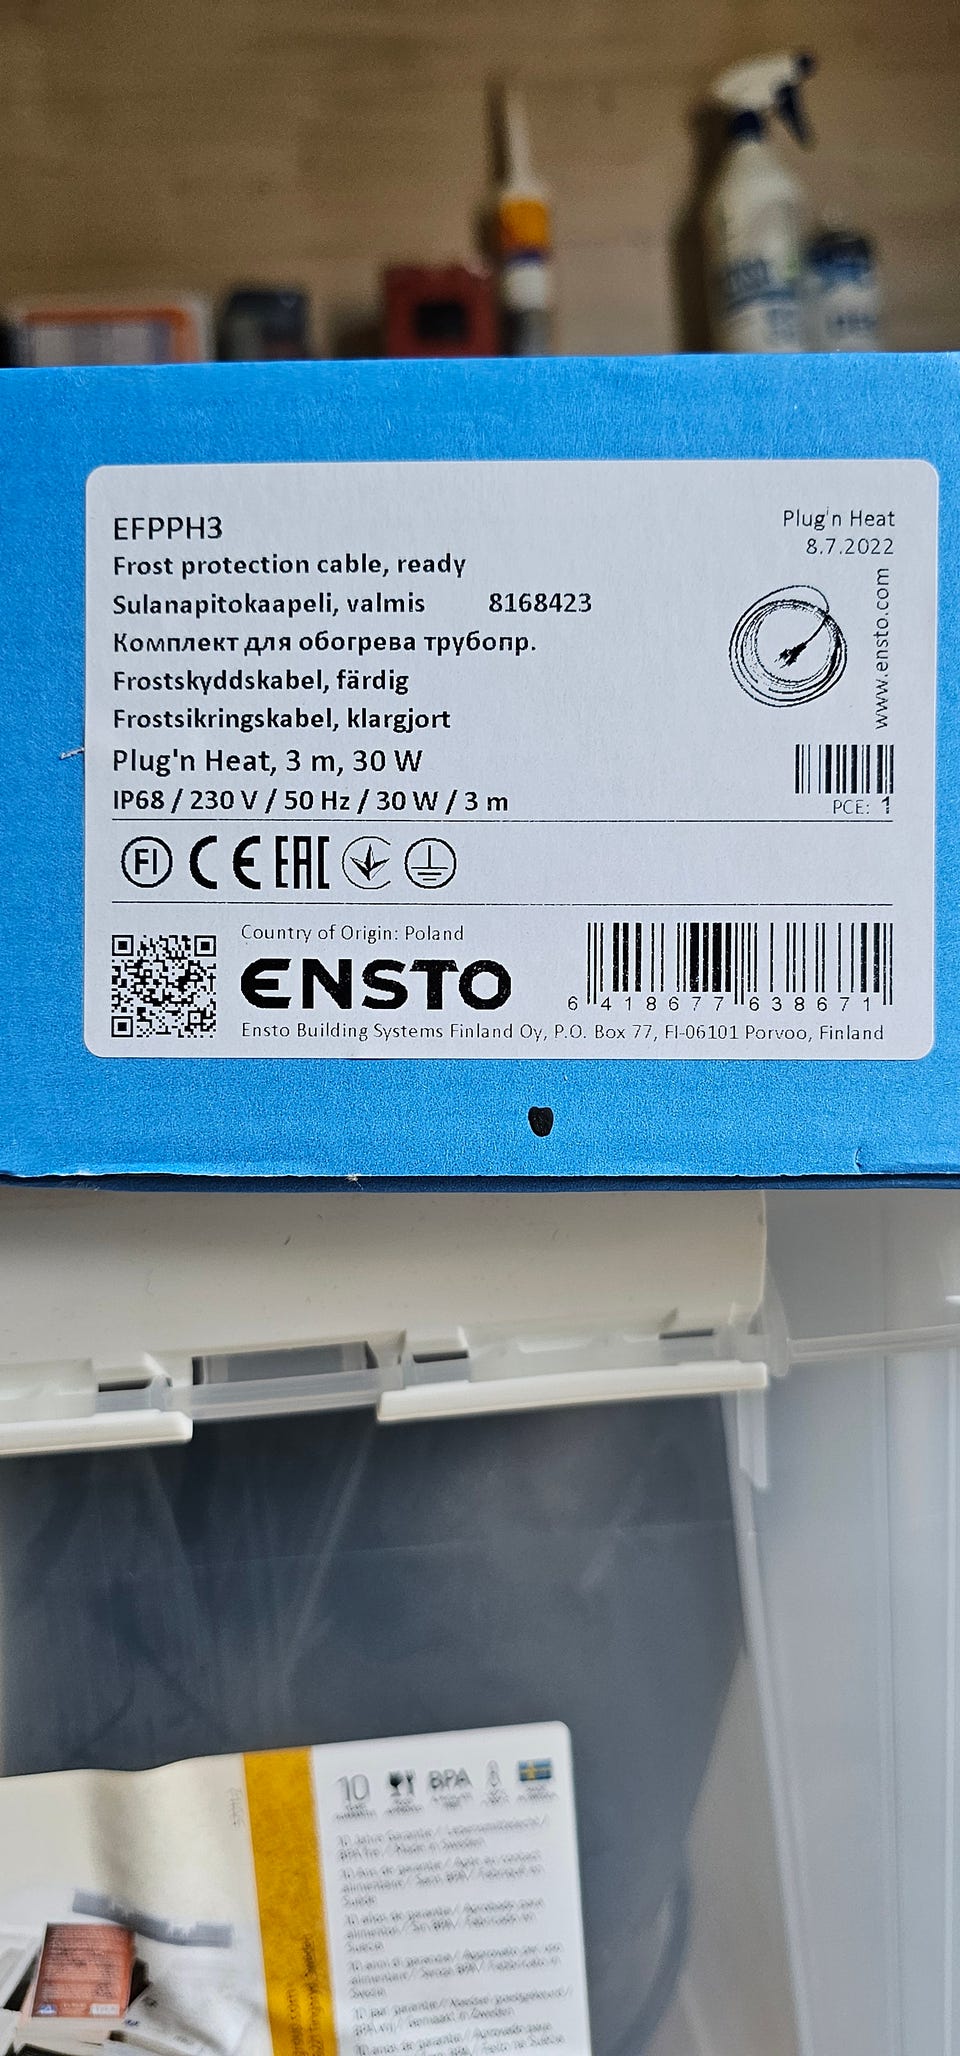 EFPPH3
Frost protection cable, ready
Sulanapitokaapeli, valmis 8168423
Комплект для обогрева трубопр.
Frostskyddskabel, färdig
Frostsikringskabel, klargjort
Plug'n Heat, 3 m, 30 W
IP68 / 230 V / 50 Hz / 30 W / 3 m
Plug'n Heat
8.7.2022
www.ensto.com
PCE: 1
FI CE EAC
Country of Origin: Poland
ENSTO
6 418677 638671
Ensto Building Systems Finland Oy, P.O. Box 77, FI-06101 Porvoo, Finland
10
BPA